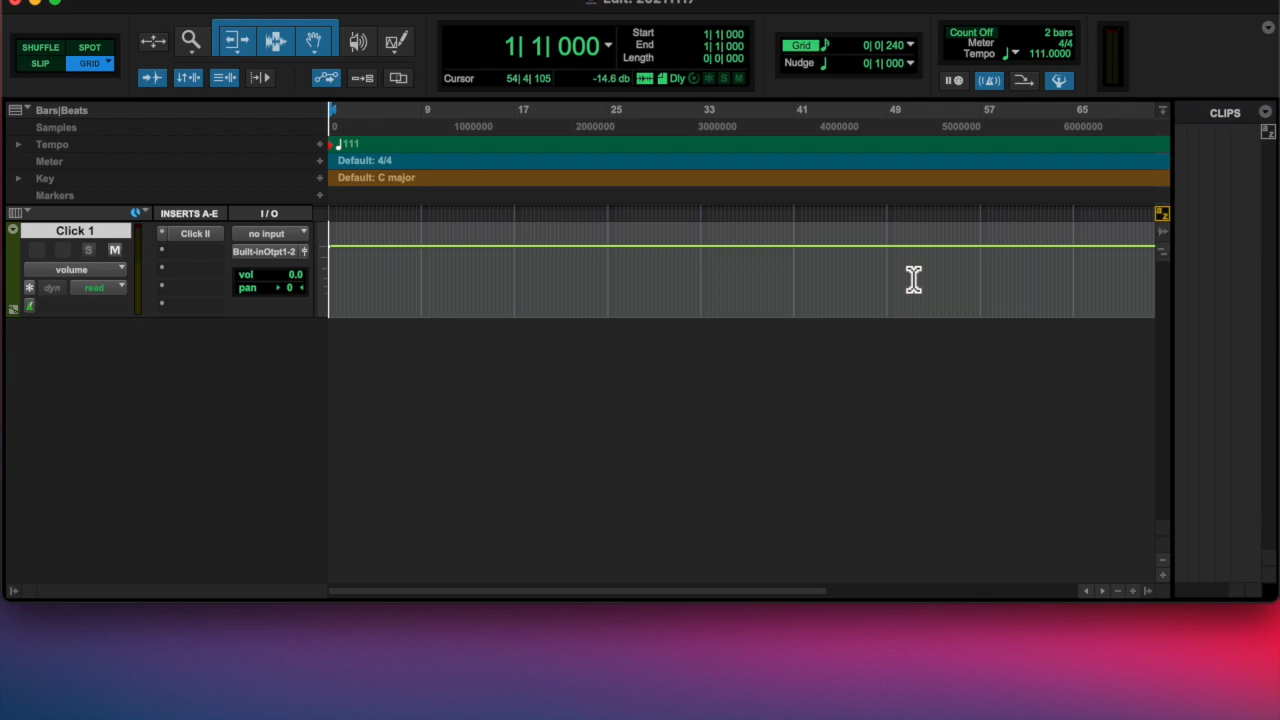 Edit: 20211117
SHUFFLE SPOT
SLIP GRID
1| 1| 000
Start 1| 1| 000
End 1| 1| 000
Length 0| 0| 000
Cursor 54| 4| 105 -14.6 db Dly S M
Grid 0| 0| 240
Nudge 0| 1| 000
Count Off 2 bars
Meter 4/4
Tempo 111.0000
Bars|Beats 9 17 25 33 41 49 57 65
Samples 0 1000000 2000000 3000000 4000000 5000000 6000000
Tempo 111
Meter Default: 4/4
Key Default: C major
Markers
INSERTS A-E I / O
Click 1 Click II no input
S M Built-inOtpt1-2
volume vol 0.0
dyn read pan 0
CLIPS
a z
a z